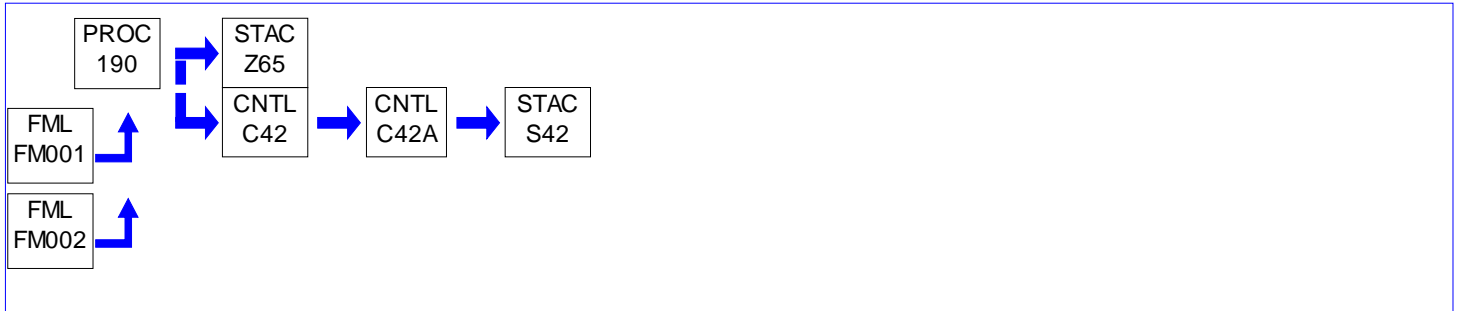 PROC
190
STAC
Z65
CNTL
C42
CNTL
C42A
STAC
S42
FML
FM001
FML
FM002